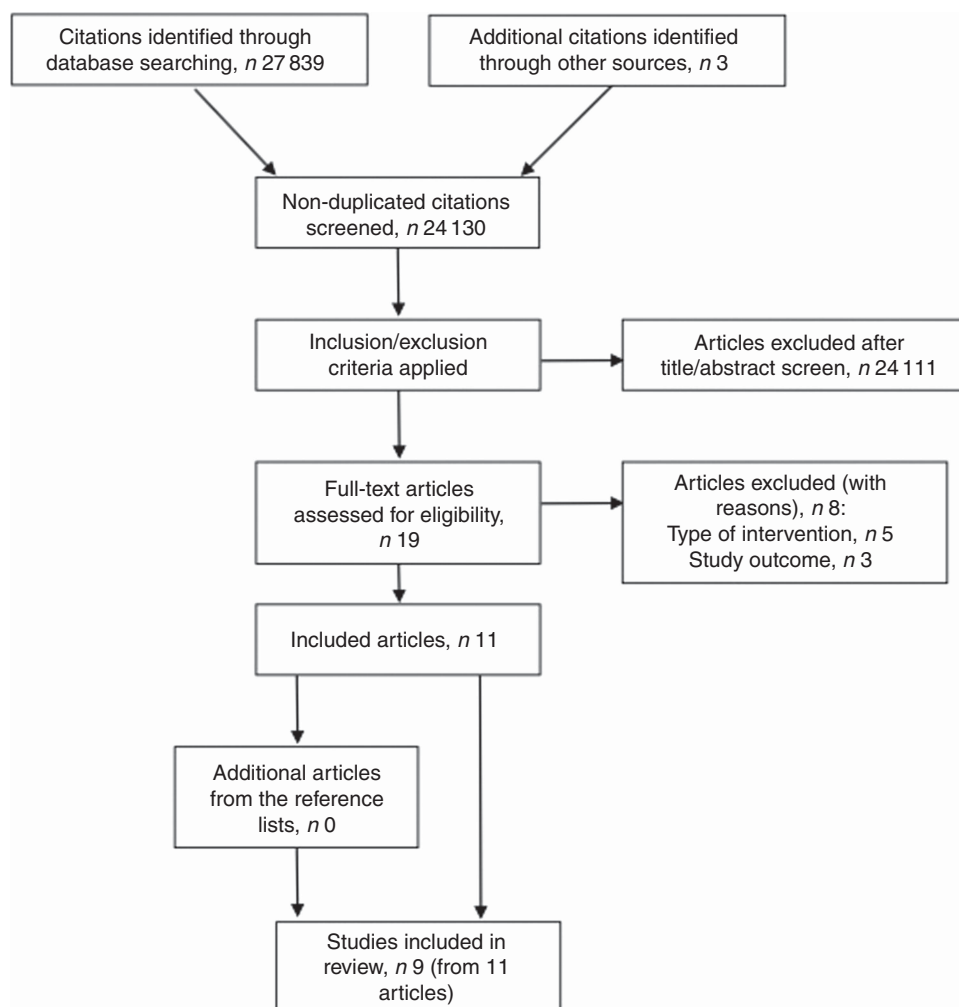 Citations identified through
database searching, n 27 839
Additional citations identified
through other sources, n 3
Non-duplicated citations
screened, n 24 130
Inclusion/exclusion
criteria applied
Articles excluded after
title/abstract screen, n 24 111
Full-text articles
assessed for eligibility,
n 19
Articles excluded (with
reasons), n 8:
Type of intervention, n 5
Study outcome, n 3
Included articles, n 11
Additional articles
from the reference
lists, n 0
Studies included in
review, n 9 (from 11
articles)